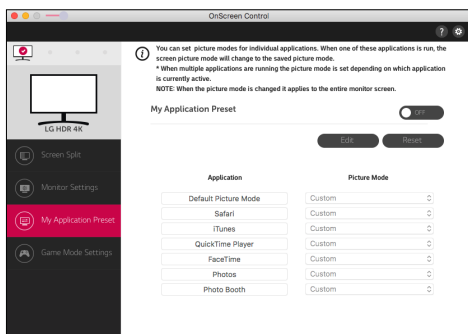 OnScreen Control
?
You can set picture modes for individual applications. When one of these applications is run, the
screen picture mode will change to the saved picture mode.
* When multiple applications are running the picture mode is set depending on which application
is currently active.
NOTE: When the picture mode is changed it applies to the entire monitor screen.
LG HDR 4K
My Application Preset
OFF
Edit Reset
Screen Split
Monitor Settings
My Application Preset
Game Mode Settings
Application Picture Mode
Default Picture Mode Custom
Safari Custom
iTunes Custom
QuickTime Player Custom
FaceTime Custom
Photos Custom
Photo Booth Custom